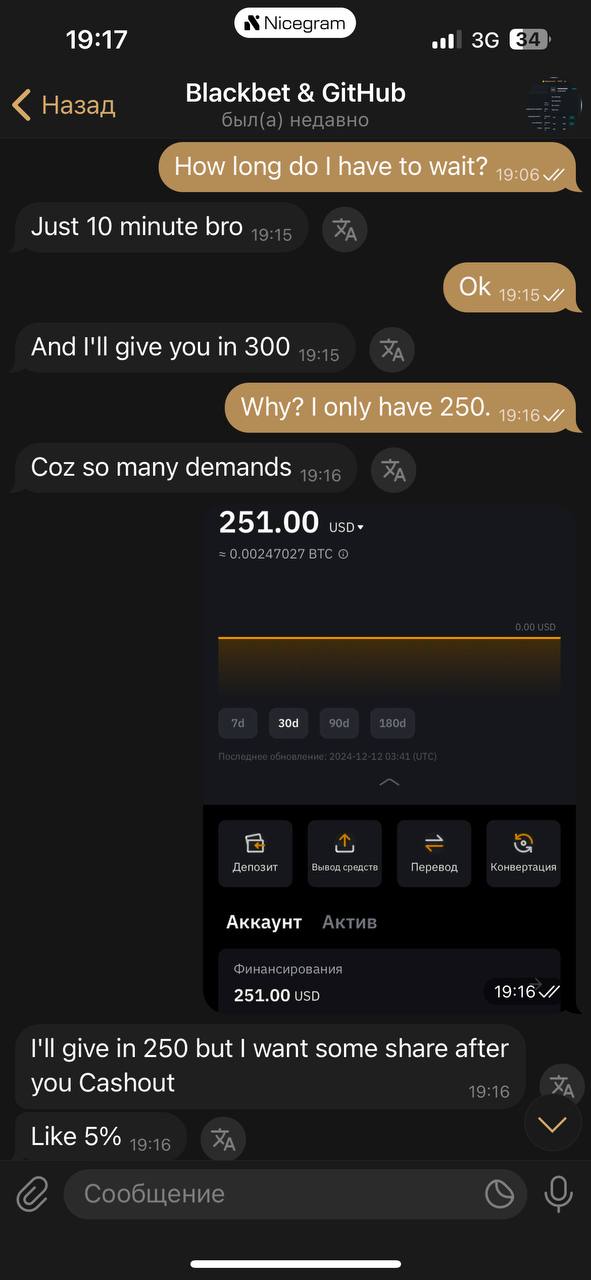 19:17
Nicegram
3G
34
Назад
Blackbet & GitHub
был(а) недавно
How long do I have to wait? 19:06
Just 10 minute bro 19:15
Ok 19:15
And I'll give you in 300 19:15
Why? I only have 250. 19:16
Coz so many demands 19:16
251.00 USD
≈ 0.00247027 BTC
0.00 USD
7d 30d 90d 180d
Последнее обновление: 2024-12-12 03:41 (UTC)
Депозит Вывод средств Перевод Конвертация
Аккаунт Актив
Финансирования
251.00 USD
19:16
I'll give in 250 but I want some share after
you Cashout 19:16
Like 5% 19:16
Сообщение